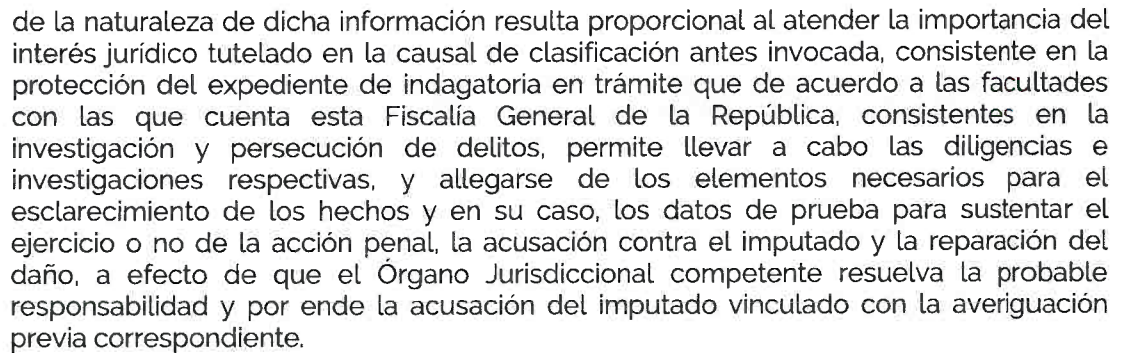 de la naturaleza de dicha información resulta proporcional al atender la importancia del
interés jurídico tutelado en la causal de clasificación antes invocada, consistente en la
protección del expediente de indagatoria en trámite que de acuerdo a las facultades
con las que cuenta esta Fiscalía General de la República, consistentes en la
investigación y persecución de delitos, permite llevar a cabo las diligencias e
investigaciones respectivas, y allegarse de los elementos necesarios para el
esclarecimiento de los hechos y en su caso, los datos de prueba para sustentar el
ejercicio o no de la acción penal, la acusación contra el imputado y la reparación del
daño, a efecto de que el Órgano Jurisdiccional competente resuelva la probable
responsabilidad y por ende la acusación del imputado vinculado con la averiguación
previa correspondiente.